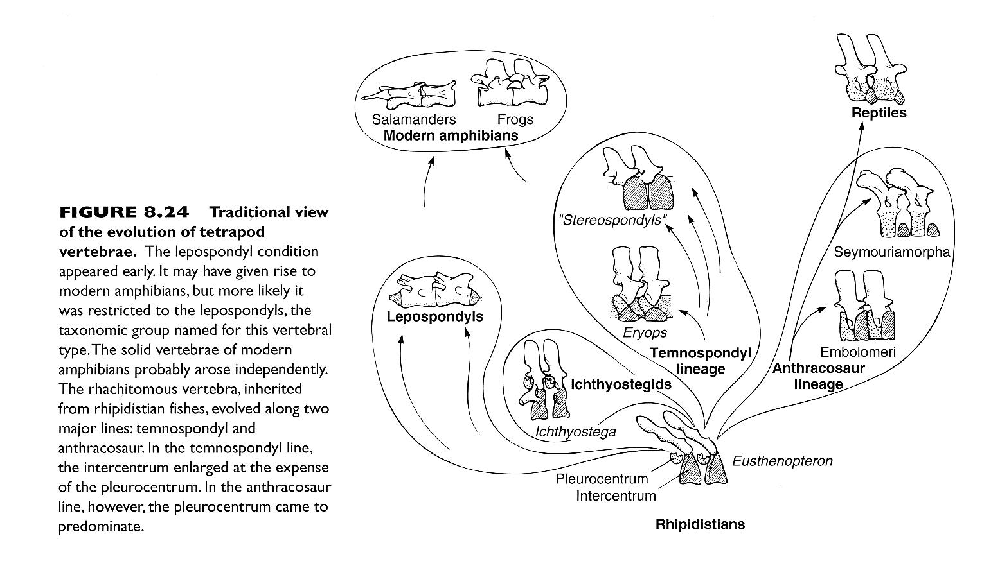 FIGURE 8.24 Traditional view
of the evolution of tetrapod
vertebrae. The lepospondyl condition
appeared early. It may have given rise to
modern amphibians, but more likely it
was restricted to the lepospondyls, the
taxonomic group named for this vertebral
type. The solid vertebrae of modern
amphibians probably arose independently.
The rhachitomous vertebra, inherited
from rhipidistian fishes, evolved along two
major lines: temnospondyl and
anthracosaur. In the temnospondyl line,
the intercentrum enlarged at the expense
of the pleurocentrum. In the anthracosaur
line, however, the pleurocentrum came to
predominate.
Salamanders
Frogs
Modern amphibians
Lepospondyls
"Stereospondyls"
Eryops
Temnospondyl
lineage
Ichthyostegids
Ichthyostega
Reptiles
Seymouriamorpha
Embolomeri
Anthracosaur
lineage
Eusthenopteron
Pleurocentrum
Intercentrum
Rhipidistians